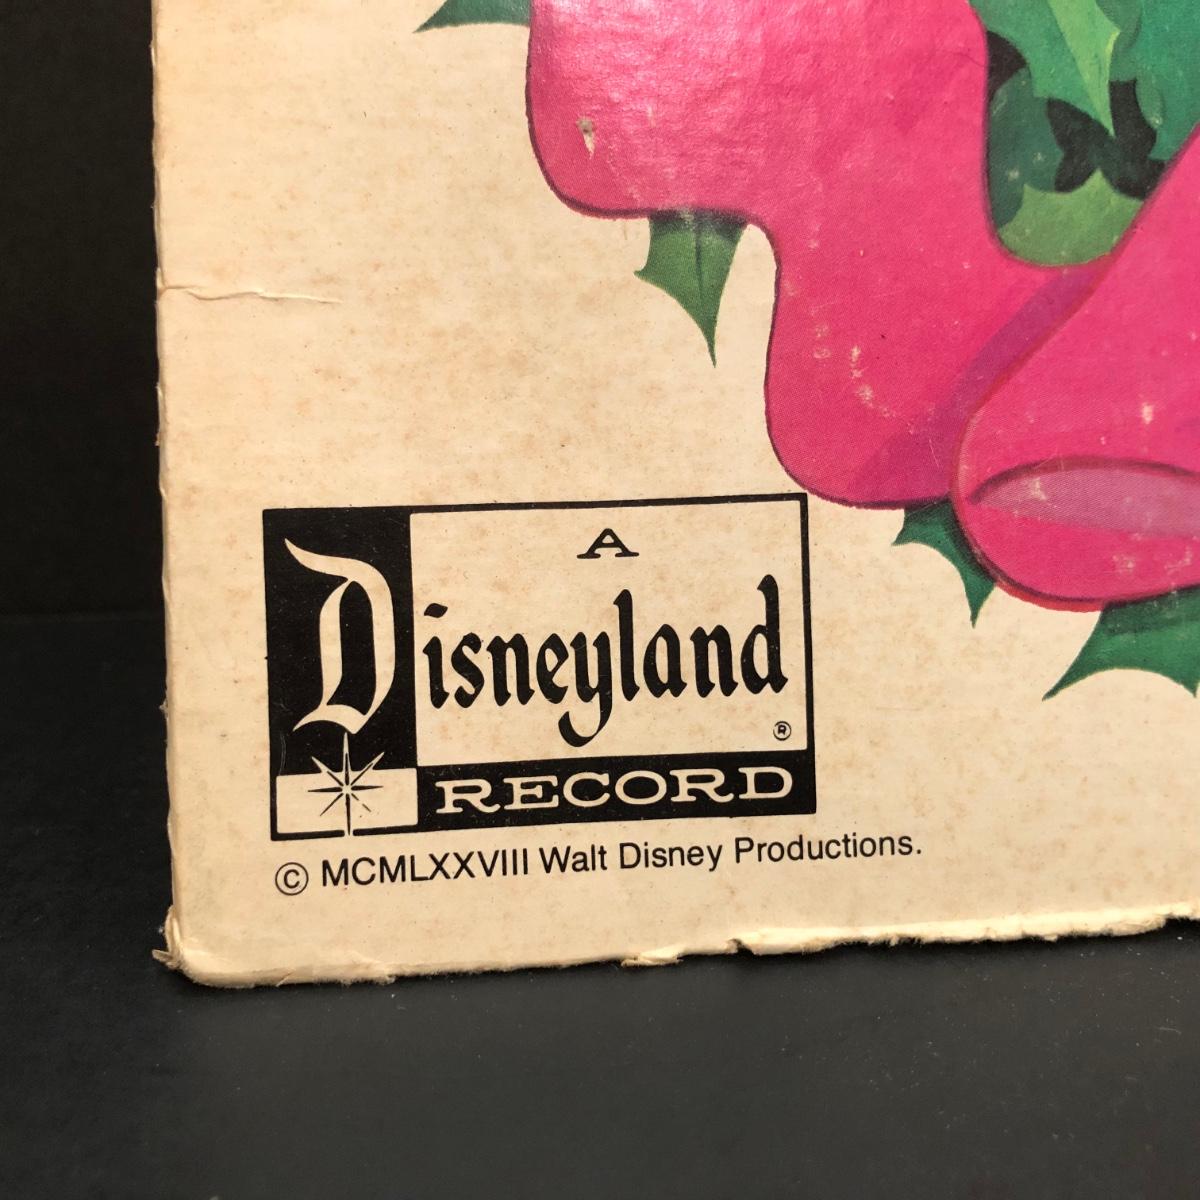 A
Disneyland
®
RECORD
© MCMLXXVIII Walt Disney Productions.